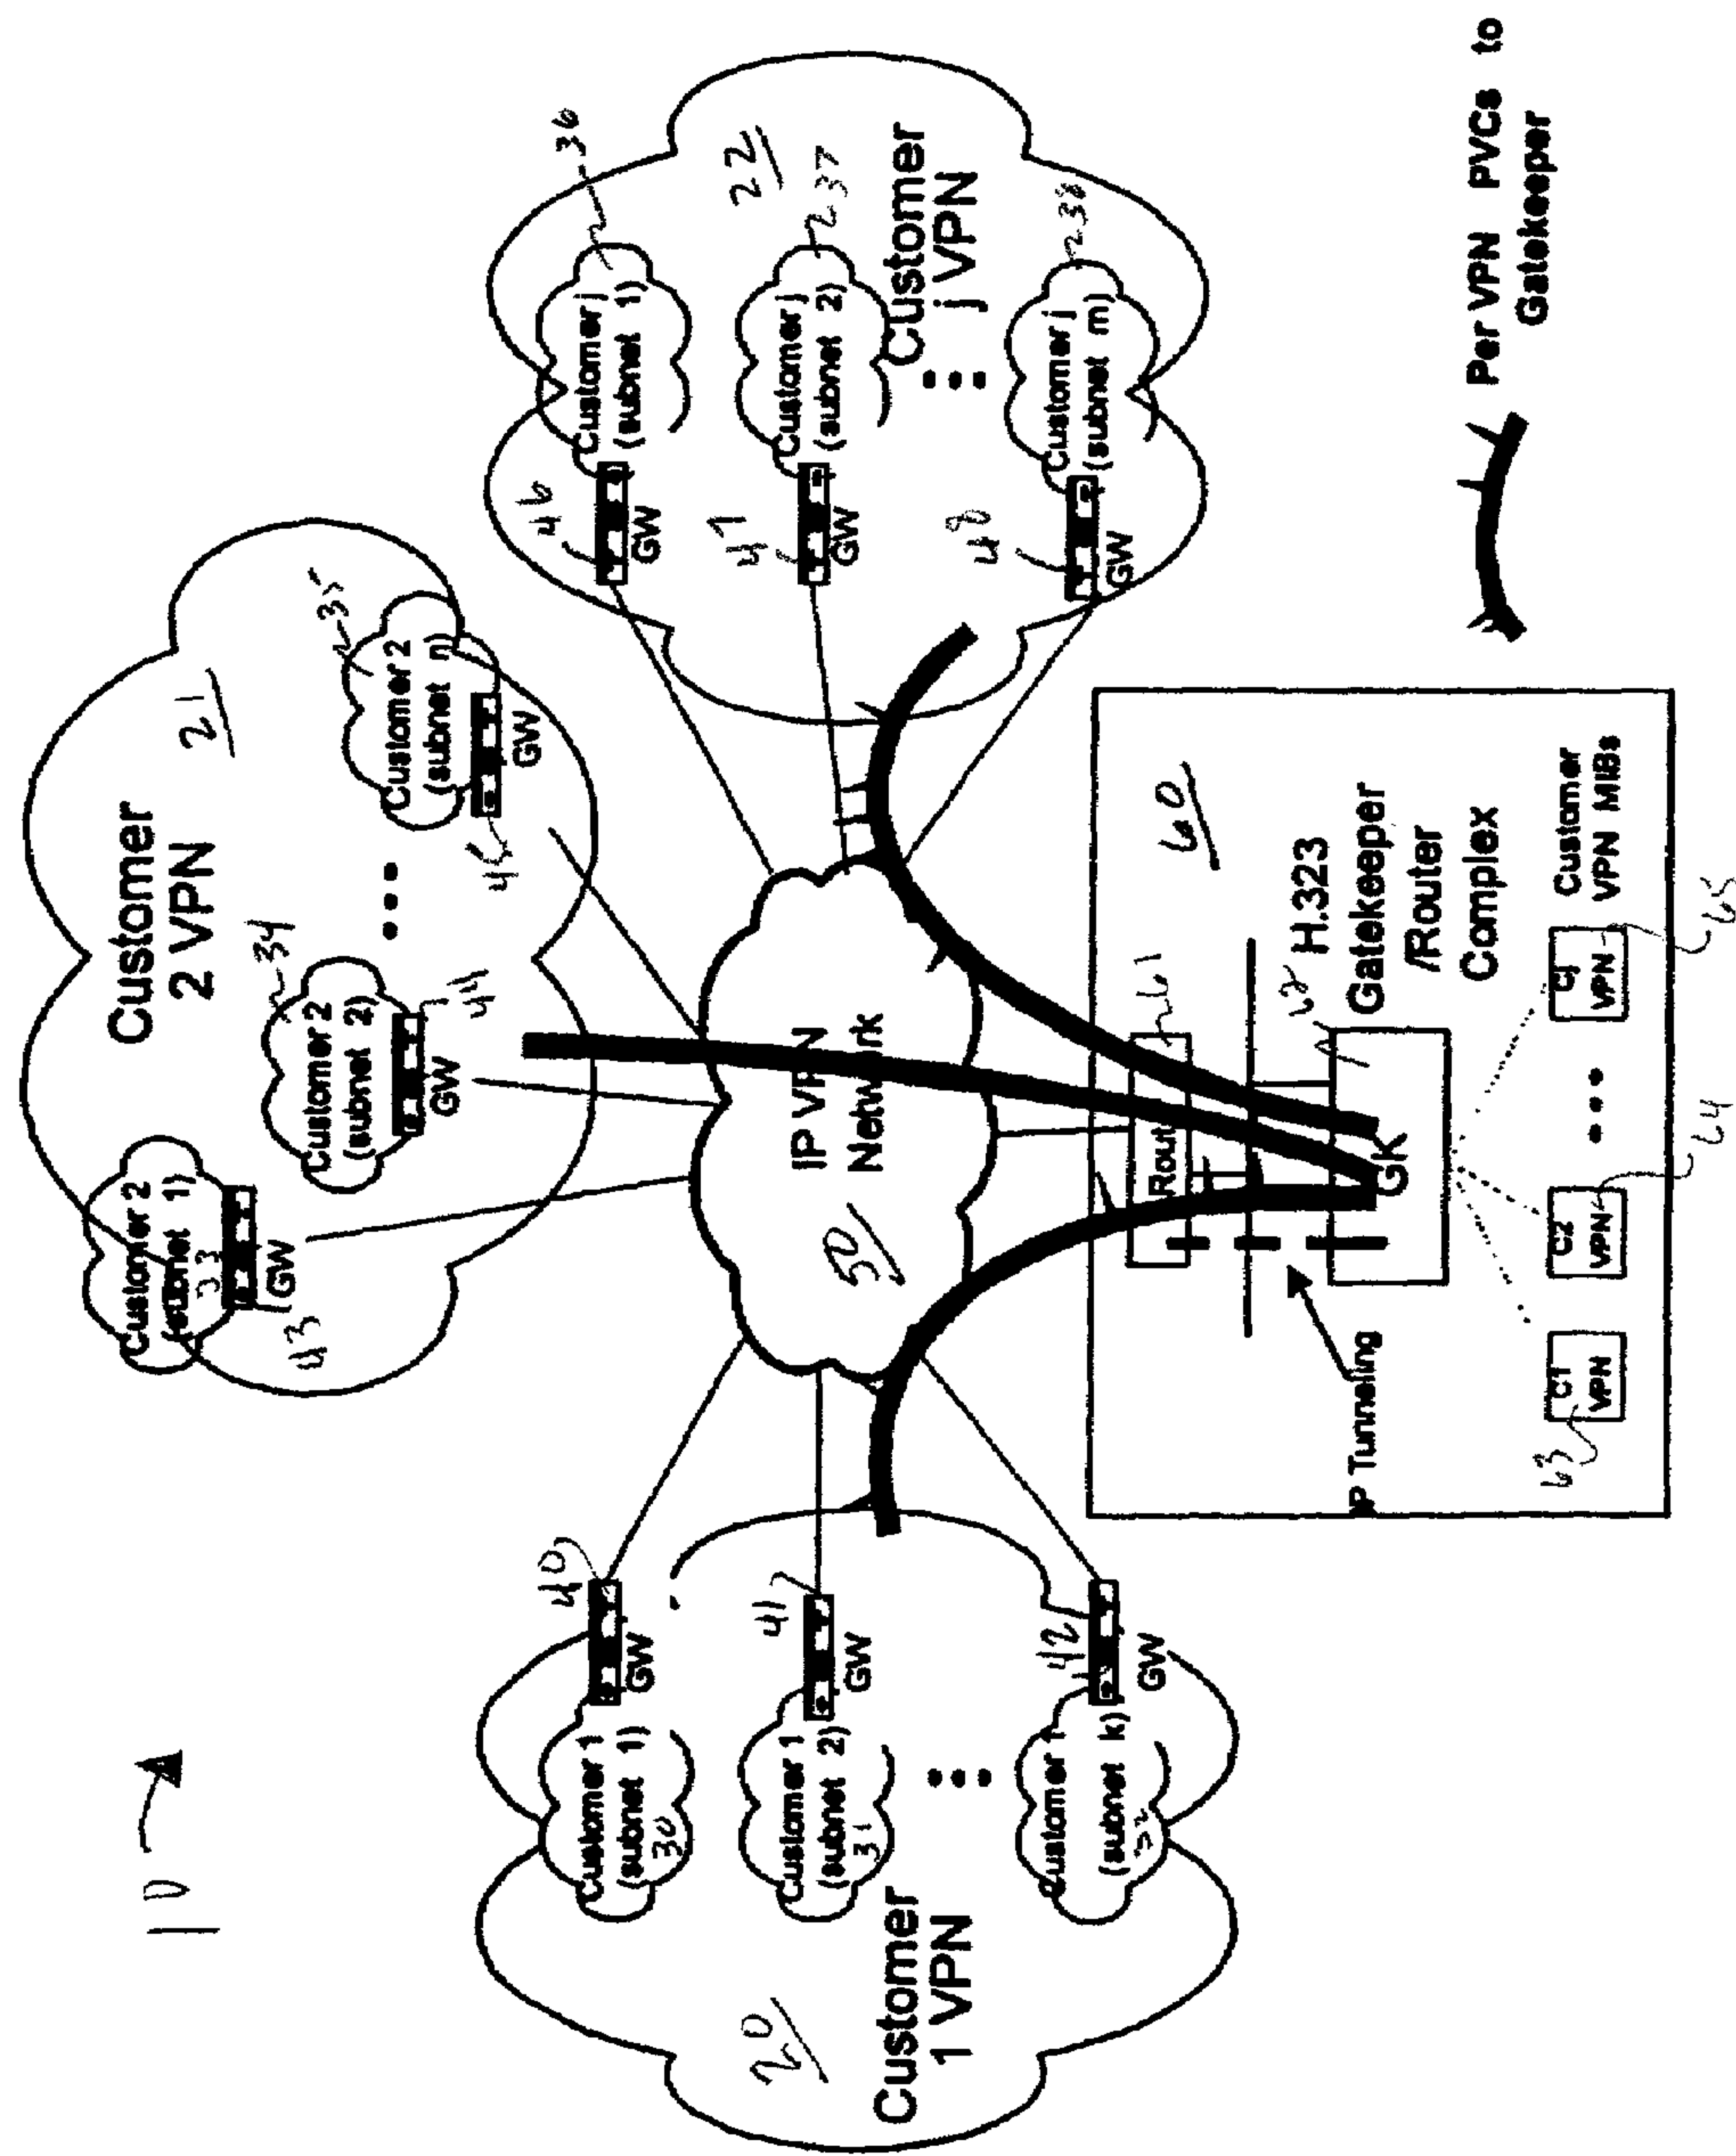 10
Customer
2 VPN
21
Customer 2
(subnet 1)
33
43
GW
Customer 2
(subnet 2)
34
44
GW
Customer 2
(subnet n)
35
45
GW
20
Customer
1 VPN
Customer 1
(subnet 1)
30
40
GW
Customer 1
(subnet 2)
31
41
GW
Customer 1
(subnet k)
32
42
GW
IP VPN
Network
50
22
Customer
j VPN
Customer j
(subnet 1)
36
46
GW
Customer j
(subnet 2)
37
47
GW
Customer j
(subnet m)
38
48
GW
60
61
62
GK
H.323
Gatekeeper
/Router
Complex
IP Tunneling
63
C1
VPN
C2
VPN
64
Cj
VPN
65
Customer
VPN MIBs
Per VPN PVCs to
Gatekeeper